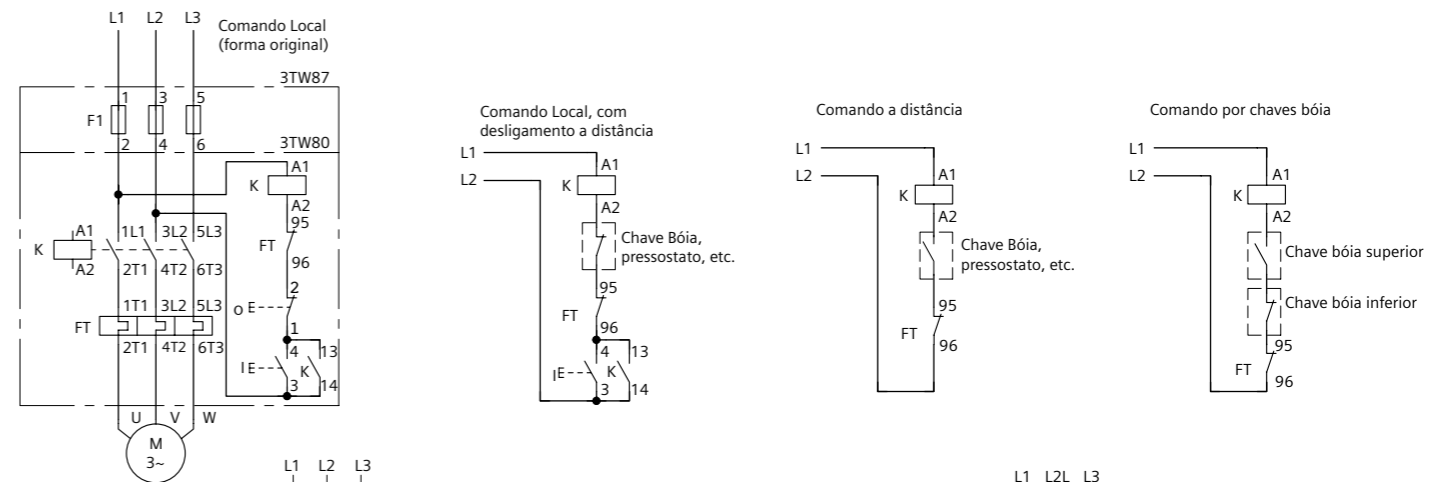 L1 L2 L3
Comando Local
(forma original)
3TW87
1 3 5
F1
2 4 6
3TW80
A1
K
A2
95
FT
96
A1
K
A2
1L1 3L2 5L3
2T1 4T2 6T3
2
O E
1
1T1 3L2 5L3
FT
2T1 4T2 6T3
4 13
I E K
3 14
U V W
M
3~
Comando Local, com
desligamento a distância
L1
L2
A1
K
A2
Chave Bóia,
pressostato, etc.
95
FT
96
4 13
IE K
3 14
Comando a distância
L1
L2
A1
K
A2
Chave Bóia,
pressostato, etc.
95
FT
96
Comando por chaves bóia
L1
L2
A1
K
A2
Chave bóia superior
Chave bóia inferior
95
FT
96
L1 L2 L3
L1 L2L L3